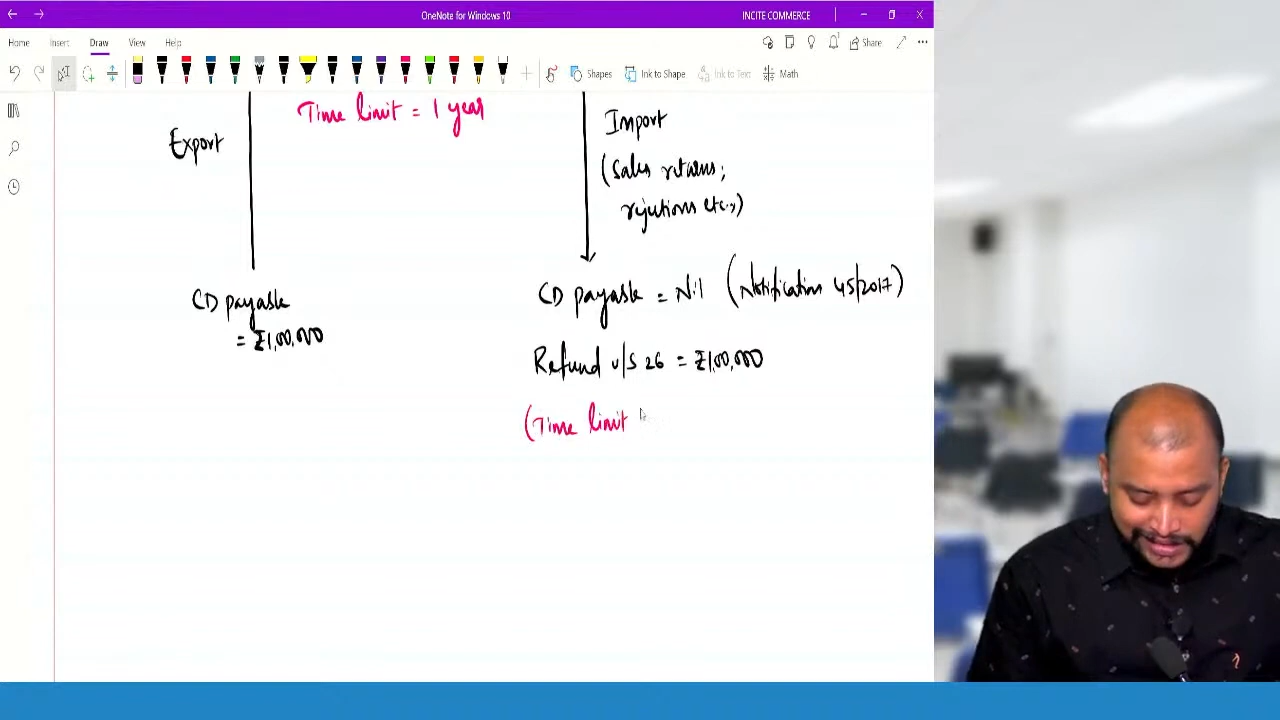 OneNote for Windows 10
INCITE COMMERCE
Home Insert Draw View Help
Share
Shapes Ink to Shape Ink to Text Math
Time limit = 1 year
Export
Import
(Sales returns;
rejutions etc..,)
CD payable = Nil (Notification 45/2017)
CD payable
= ₹1,00,000
Refund u/s 26 = ₹1,00,000
(Time limit